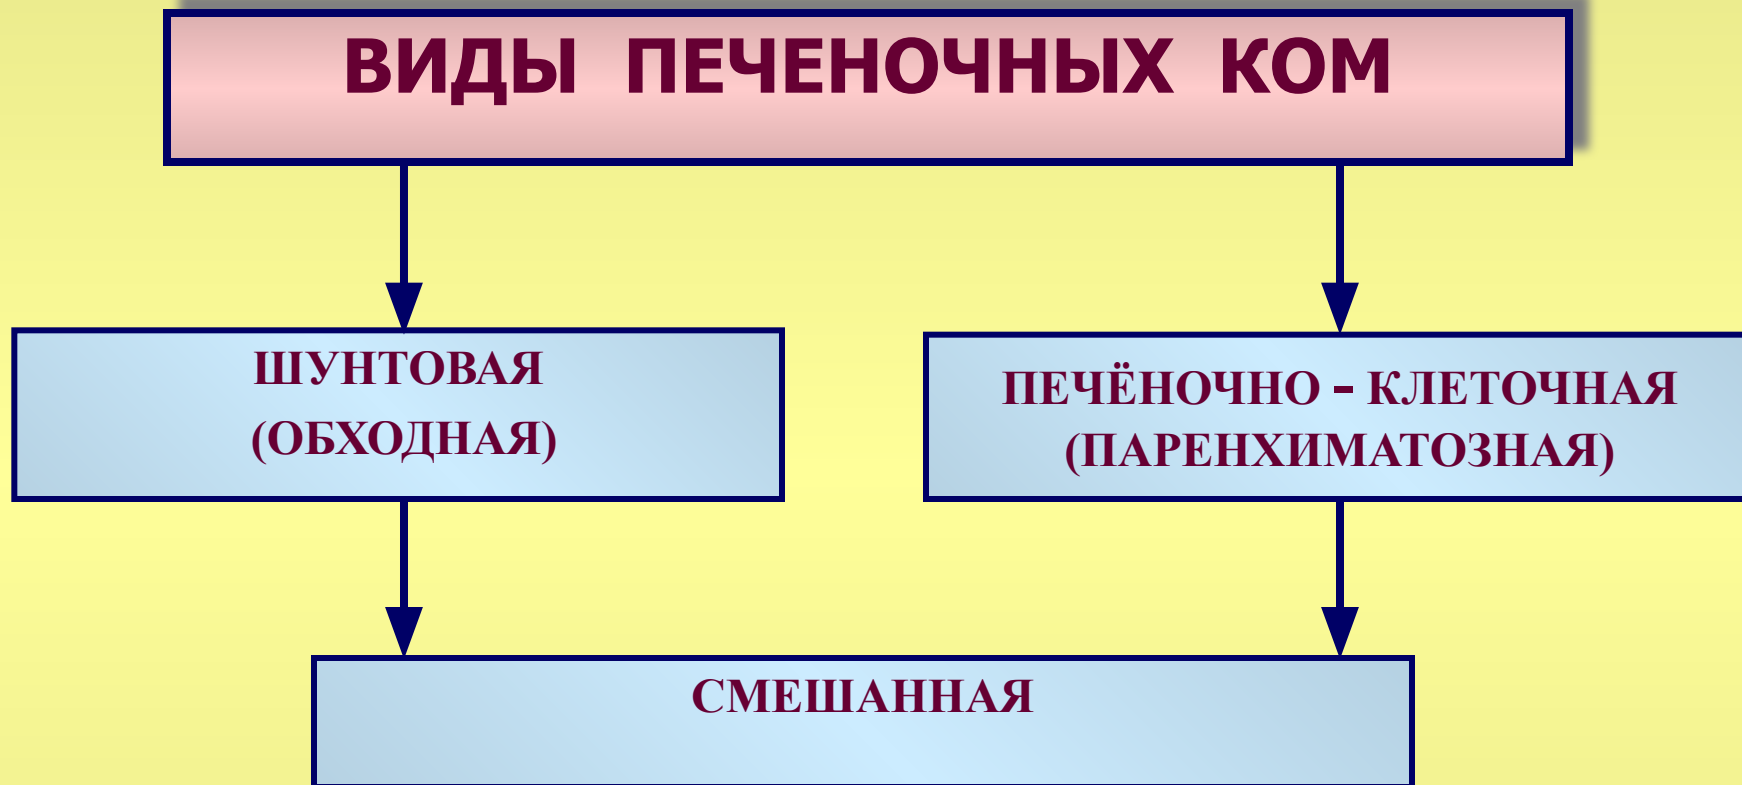 ВИДЫ ПЕЧЕНОЧНЫХ КОМ
ШУНТОВАЯ
(ОБХОДНАЯ)
ПЕЧЁНОЧНО - КЛЕТОЧНАЯ
(ПАРЕНХИМАТОЗНАЯ)
СМЕШАННАЯ